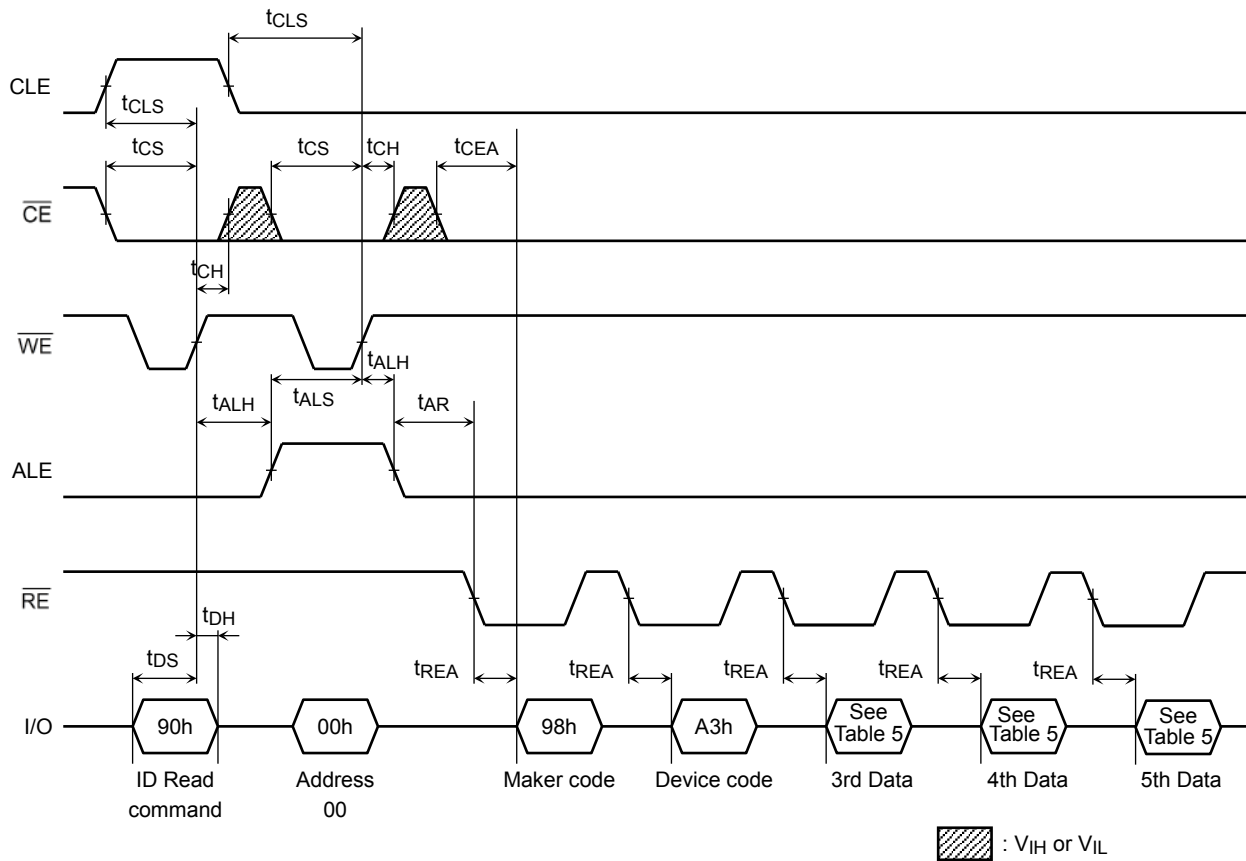 tCLS
CLE
tCLS
tCS
tCS
tCH
tCEA
CE
tCH
WE
tALH
tALH
tALS
tAR
ALE
RE
tDH
tDS
tREA
tREA
tREA
tREA
tREA
I/O
90h
00h
98h
A3h
See
Table 5
See
Table 5
See
Table 5
ID Read
command
Address
00
Maker code
Device code
3rd Data
4th Data
5th Data
: VIH or VIL